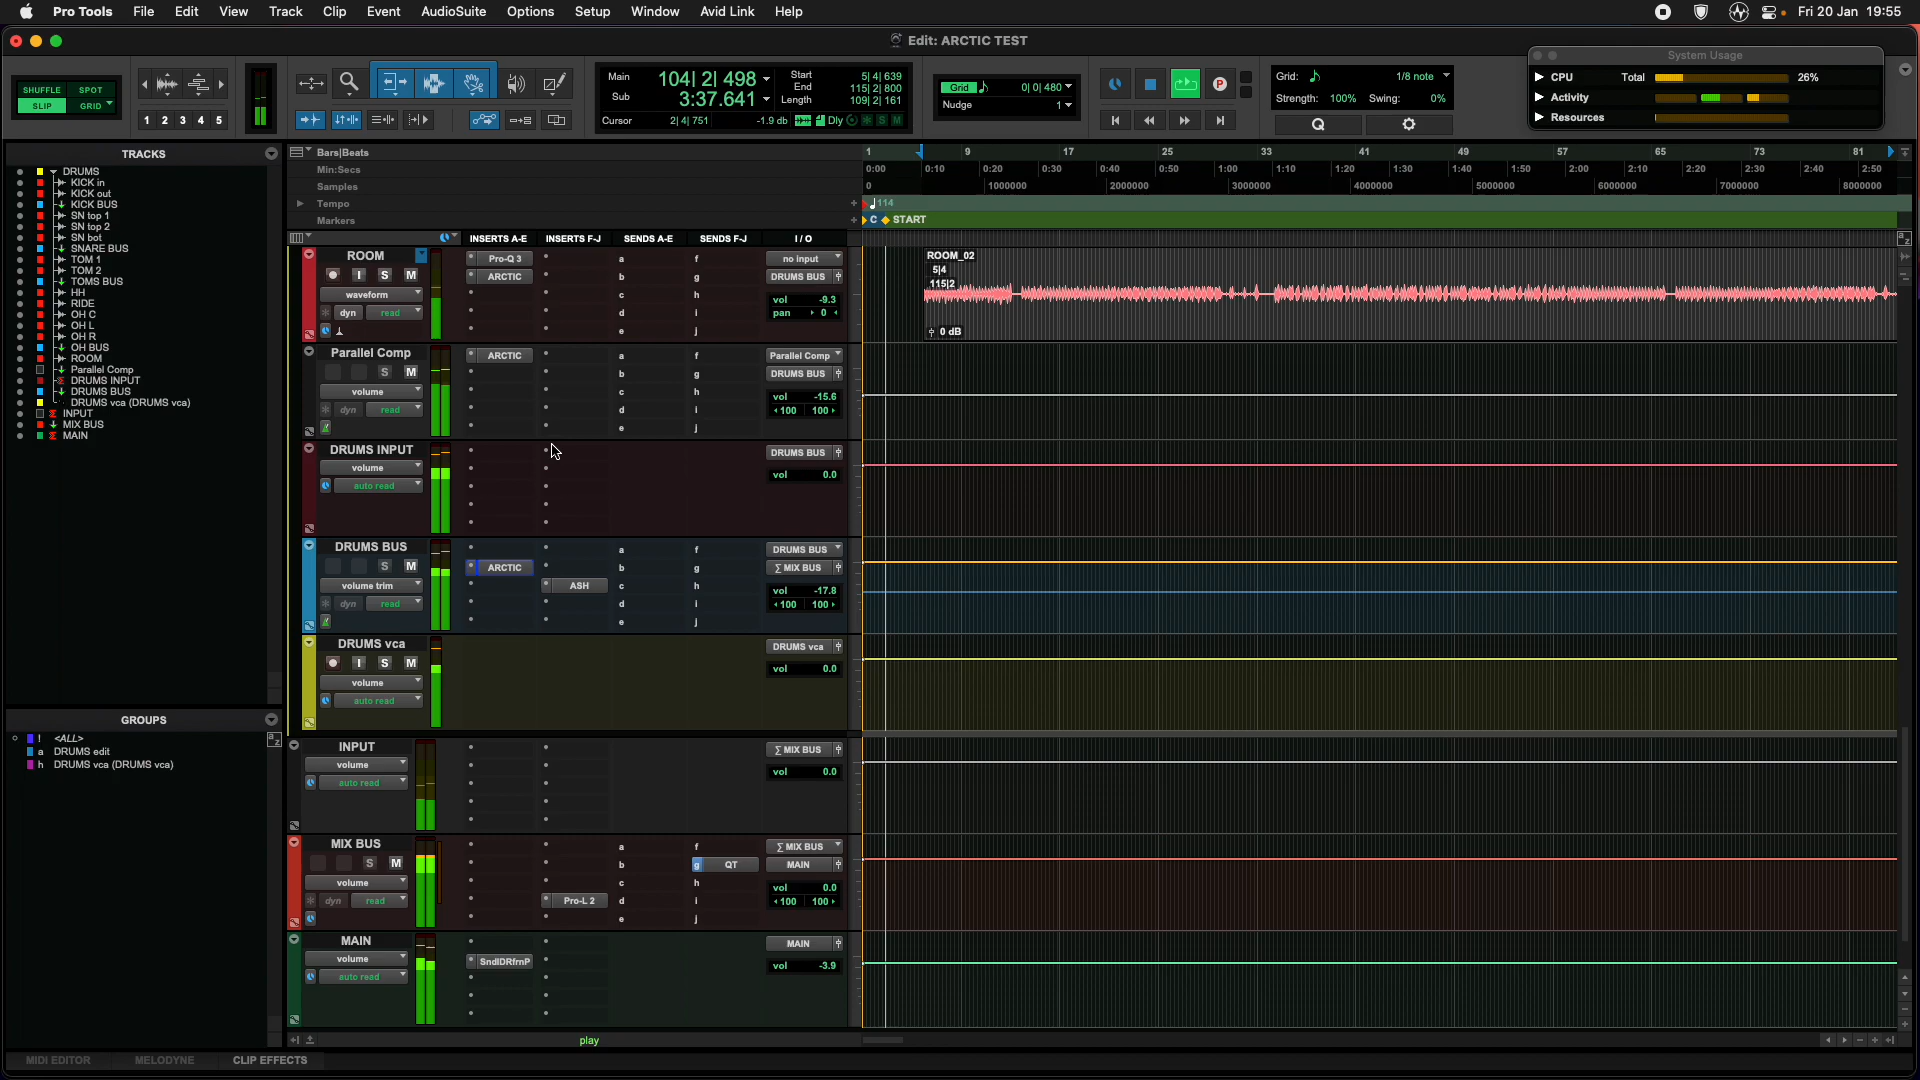 Pro Tools File Edit View Track Clip Event AudioSuite Options Setup Window Avid Link Help Fri 20 Jan 19:55
Edit: ARCTIC TEST
SHUFFLE SPOT
SLIP GRID
1 2 3 4 5
Main 104| 2| 498
Sub 3:37.641
Cursor 2| 4| 751 -1.9 db Dly S M
Start 5| 4| 639
End 115| 2| 800
Length 109| 2| 161
Grid 0| 0| 480
Nudge 1
P
Grid: 1/8 note
Strength: 100% Swing: 0%
Q
System Usage
CPU Total 26%
Activity
Resources
TRACKS
DRUMS
KICK in
KICK out
KICK BUS
SN top 1
SN top 2
SN bot
SNARE BUS
TOM 1
TOM 2
TOMS BUS
HH
RIDE
OH C
OH L
OH R
OH BUS
ROOM
Parallel Comp
DRUMS INPUT
DRUMS BUS
DRUMS vca (DRUMS vca)
INPUT
MIX BUS
MAIN
GROUPS
a z
! <ALL>
a DRUMS edit
h DRUMS vca (DRUMS vca)
Bars|Beats
Min:Secs
Samples
Tempo
Markers
1 9 17 25 33 41 49 57 65 73 81
0:00 0:10 0:20 0:30 0:40 0:50 1:00 1:10 1:20 1:30 1:40 1:50 2:00 2:10 2:20 2:30 2:40 2:50
0 1000000 2000000 3000000 4000000 5000000 6000000 7000000 8000000
114
C START
INSERTS A-E INSERTS F-J SENDS A-E SENDS F-J I / O
ROOM
I S M
waveform
dyn read
Pro-Q 3
ARCTIC
a f
b g
c h
d i
e j
no input
DRUMS BUS
vol -9.3
pan 0
ROOM_02
5|4
115|2
0 dB
Parallel Comp
S M
volume
dyn read
ARCTIC
a f
b g
c h
d i
e j
Parallel Comp
DRUMS BUS
vol -15.6
100 100
DRUMS INPUT
volume
auto read
DRUMS BUS
vol 0.0
DRUMS BUS
S M
volume trim
dyn read
ARCTIC
ASH
a f
b g
c h
d i
e j
DRUMS BUS
∑ MIX BUS
vol -17.8
100 100
DRUMS vca
I S M
volume
auto read
DRUMS vca
vol 0.0
INPUT
volume
auto read
∑ MIX BUS
vol 0.0
MIX BUS
S M
volume
dyn read
Pro-L 2
a f
b g QT
c h
d i
e j
∑ MIX BUS
MAIN
vol 0.0
100 100
MAIN
volume
auto read
SndIDRfrnP
MAIN
vol -3.9
play
MIDI EDITOR MELODYNE CLIP EFFECTS